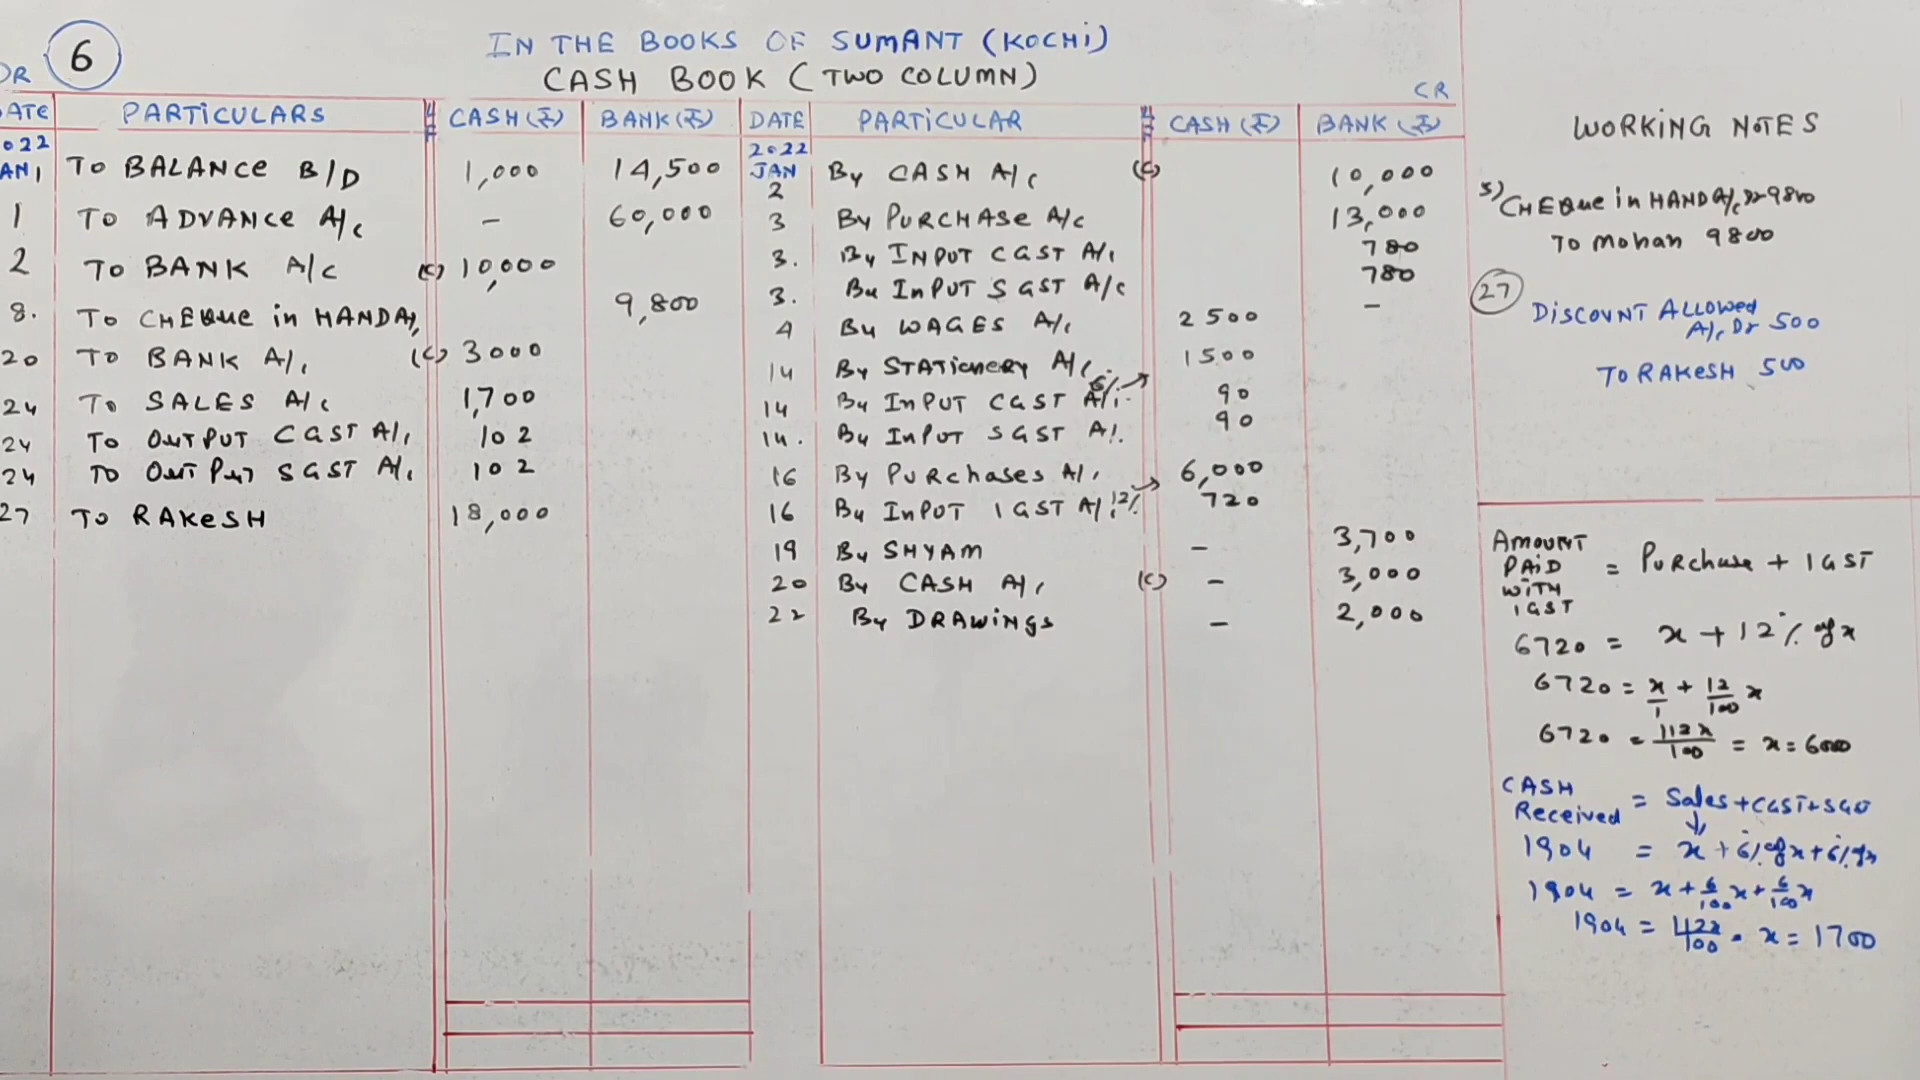 6
IN THE BOOKS OF SUMANT (KOCHI)
CASH BOOK (TWO COLUMN)
DR
CR
DATE PARTICULARS LF CASH (₹) BANK (₹) DATE PARTICULAR LF CASH (₹) BANK (₹)
2022
JAN 1 TO BALANCE B/D 1,000 14,500
1 TO ADVANCE A/c - 60,000
2 TO BANK A/c (C) 10,000
8. TO CHEQUE in HAND A/c 9,800
20 TO BANK A/c (C) 3000
24 TO SALES A/c 1,700
24 TO OUTPUT CGST A/c 102
24 TO OUTPUT SGST A/c 102
27 TO RAKESH 18,000
2022
JAN
2 By CASH A/c (C) 10,000
3 By PURCHASE A/c 13,000
3. By INPUT CGST A/c 780
3. By INPUT SGST A/c 780
4 By WAGES A/c 2500 -
14 By STATIONERY A/c 1500
14 By INPUT CGST A/c 6% 90
14. By INPUT SGST A/c 90
16 By PURchases A/c 6,000
16 By INPUT IGST A/c 12% 720
19 By SHYAM - 3,700
20 By CASH A/c (C) - 3,000
22 By DRAWINGS - 2,000
WORKING NOTES
5) CHEQUE in HAND A/c Dr 9800
TO Mohan 9800
27
DISCOUNT ALLOWED
A/c Dr 500
TO RAKESH 500
AMOUNT
PAID
WITH
IGST
= PURchase + IGST
6720 = x + 12% of x
6720 = x/1 + 12/100 x
6720 = 112x/100 = x = 6000
CASH
Received = Sales + CGST + SGST
1904 = x + 6% of x + 6% of x
1904 = x + 6/100 x + 6/100 x
1904 = 112x/100 = x = 1700